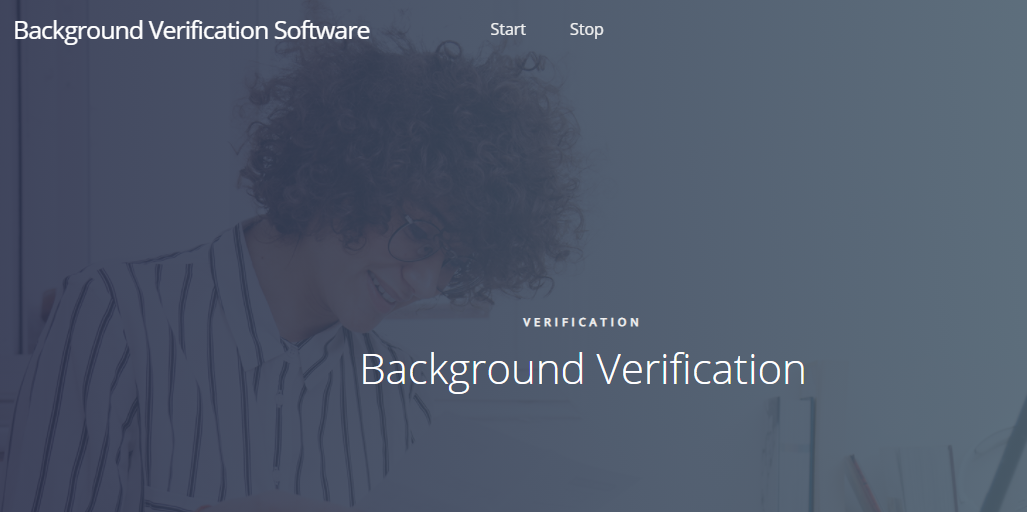 Background Verification Software
Start
Stop
VERIFICATION
Background Verification